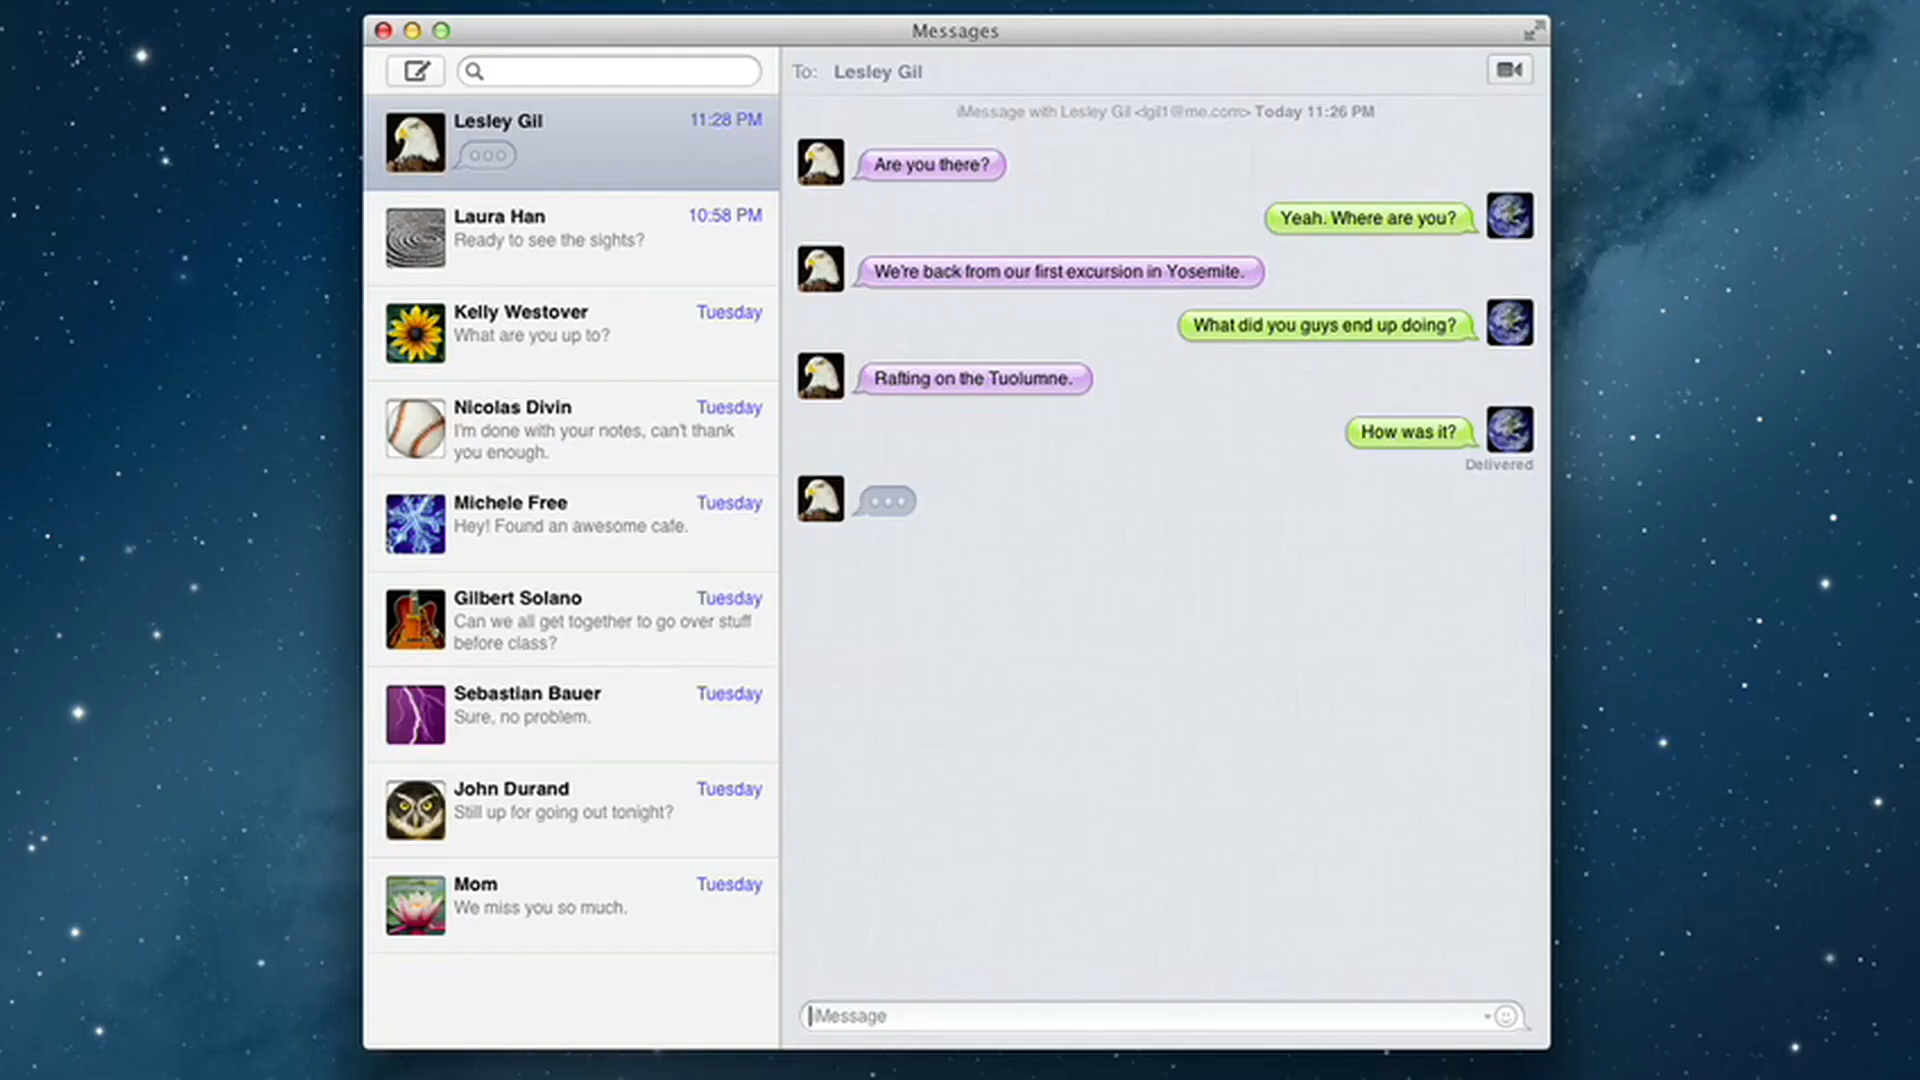 Messages
Lesley Gil 11:28 PM
Laura Han 10:58 PM
Ready to see the sights?
Kelly Westover Tuesday
What are you up to?
Nicolas Divin Tuesday
I'm done with your notes, can't thank
you enough.
Michele Free Tuesday
Hey! Found an awesome cafe.
Gilbert Solano Tuesday
Can we all get together to go over stuff
before class?
Sebastian Bauer Tuesday
Sure, no problem.
John Durand Tuesday
Still up for going out tonight?
Mom Tuesday
We miss you so much.
To: Lesley Gil
iMessage with Lesley Gil <lgil1@me.com> Today 11:26 PM
Are you there?
Yeah. Where are you?
We're back from our first excursion in Yosemite.
What did you guys end up doing?
Rafting on the Tuolumne.
How was it?
Delivered
iMessage